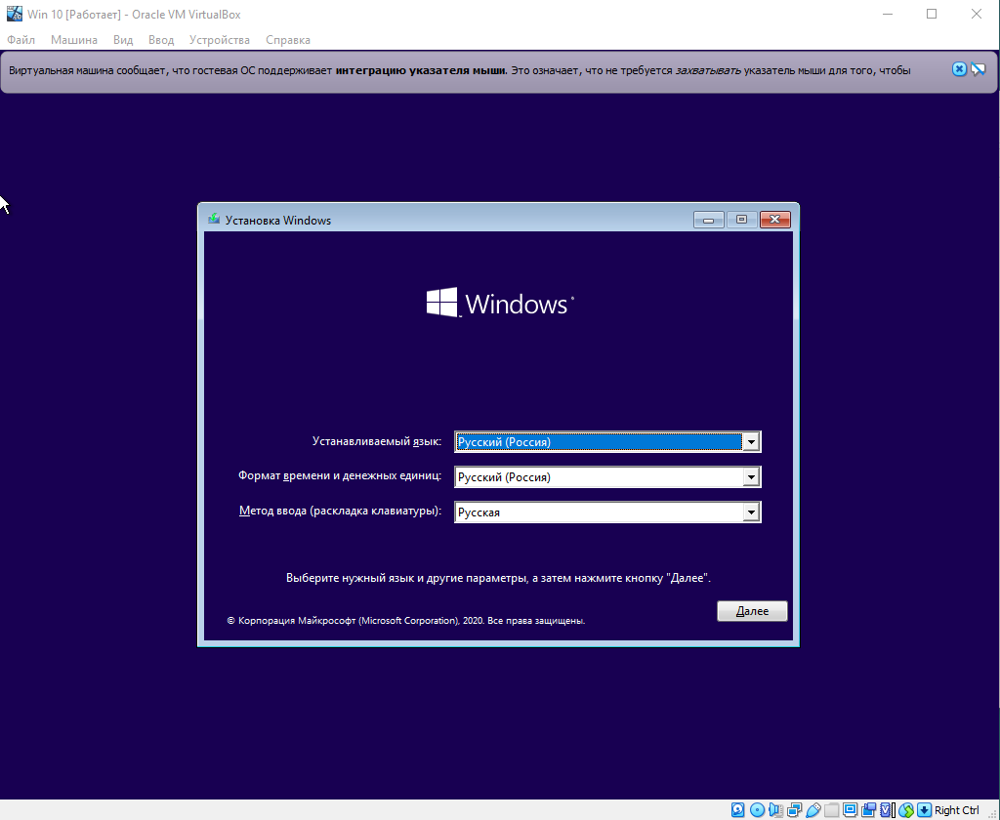 Win 10 [Работает] - Oracle VM VirtualBox
Файл Машина Вид Ввод Устройства Справка
Виртуальная машина сообщает, что гостевая ОС поддерживает интеграцию указателя мыши. Это означает, что не требуется захватывать указатель мыши для того, чтобы
Установка Windows
Windows
Устанавливаемый язык: Русский (Россия)
Формат времени и денежных единиц: Русский (Россия)
Метод ввода (раскладка клавиатуры): Русская
Выберите нужный язык и другие параметры, а затем нажмите кнопку "Далее".
Далее
© Корпорация Майкрософт (Microsoft Corporation), 2020. Все права защищены.
Right Ctrl